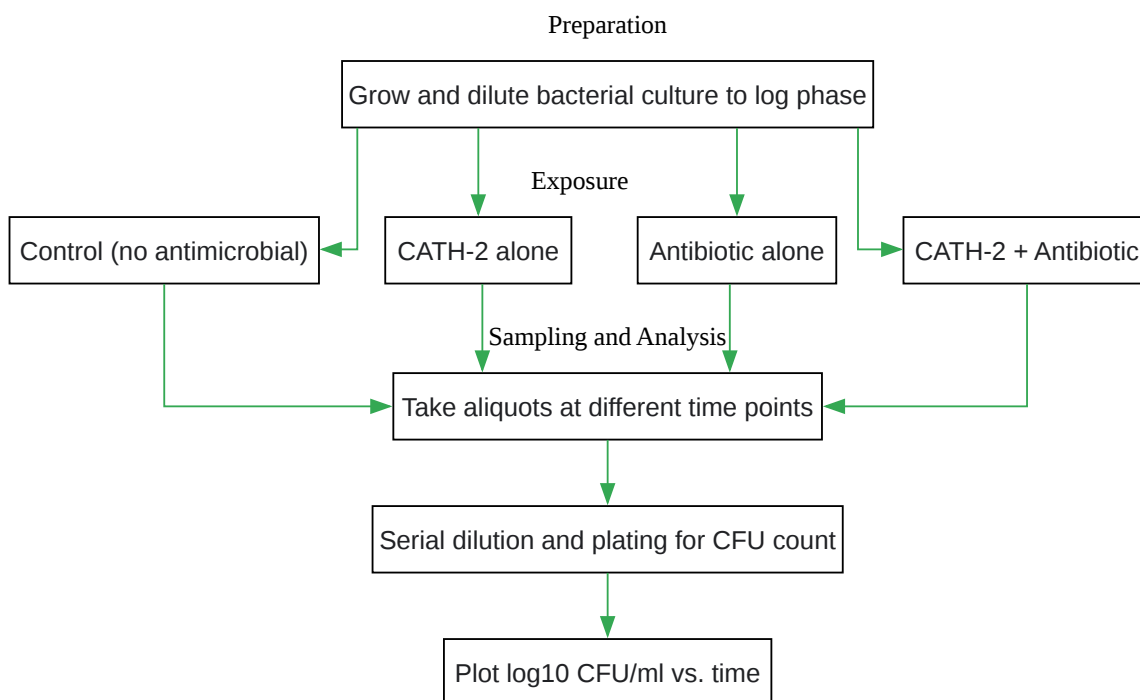 Preparation
Grow and dilute bacterial culture to log phase
Exposure
Control (no antimicrobial)
CATH-2 alone
Antibiotic alone
CATH-2 + Antibiotic
Sampling and Analysis
Take aliquots at different time points
Serial dilution and plating for CFU count
Plot log10 CFU/ml vs. time